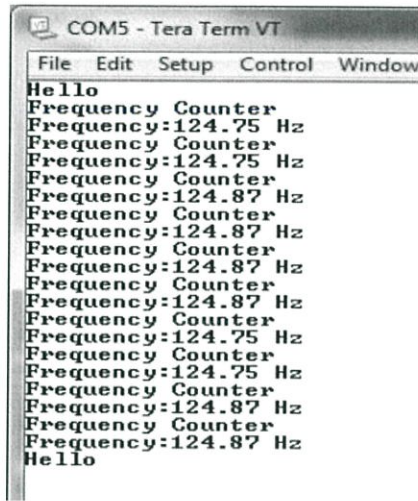 COM5 - Tera Term VT
File Edit Setup Control Window
Hello
Frequency Counter
Frequency:124.75 Hz
Frequency Counter
Frequency:124.75 Hz
Frequency Counter
Frequency:124.87 Hz
Frequency Counter
Frequency:124.87 Hz
Frequency Counter
Frequency:124.87 Hz
Frequency Counter
Frequency:124.87 Hz
Frequency Counter
Frequency:124.75 Hz
Frequency Counter
Frequency:124.75 Hz
Frequency Counter
Frequency:124.87 Hz
Frequency Counter
Frequency:124.87 Hz
Hello